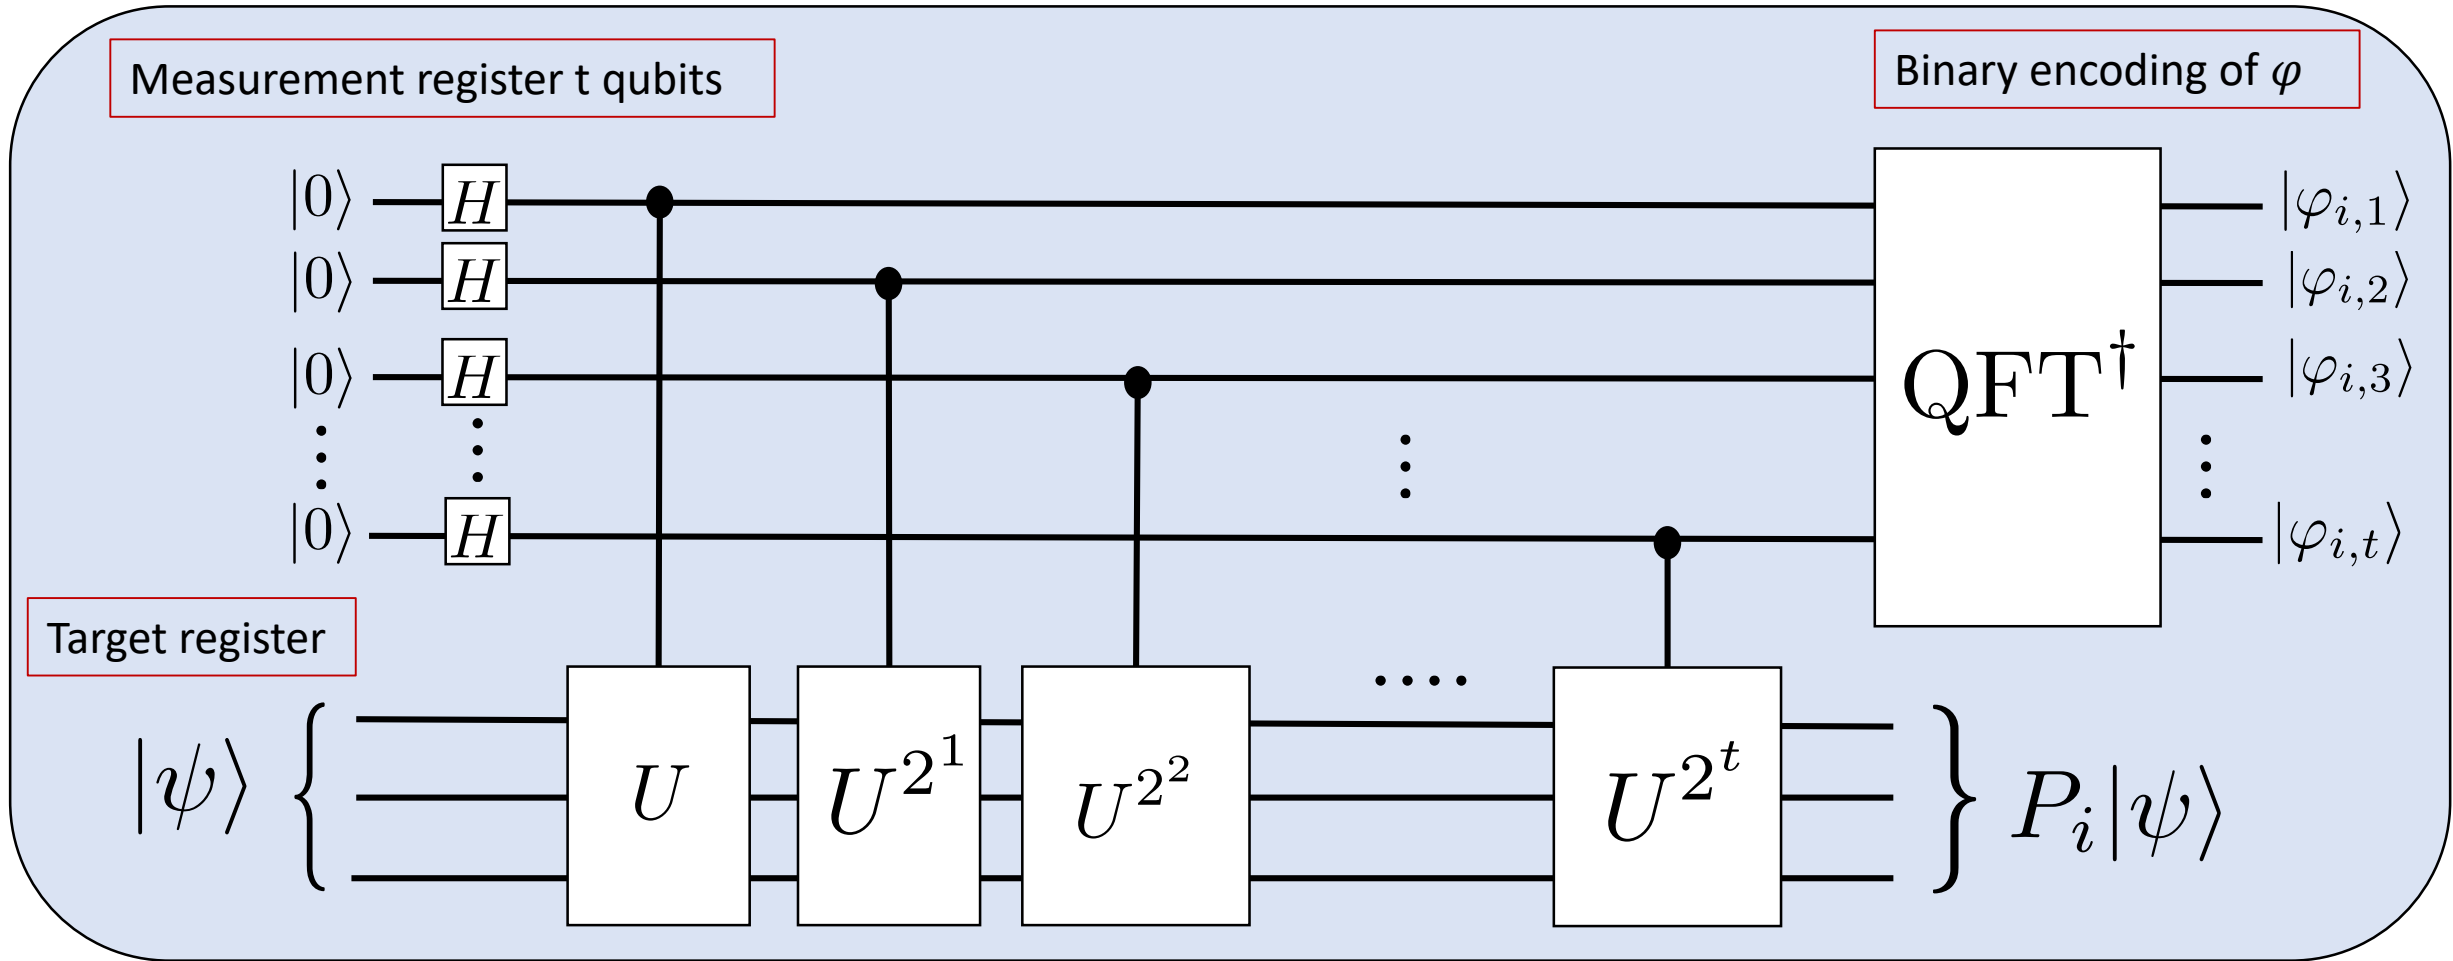 Measurement register t qubits
Binary encoding of φ
|0⟩ H |φ_{i,1}⟩
|0⟩ H |φ_{i,2}⟩
|0⟩ H |φ_{i,3}⟩
QFT^†
|0⟩ H |φ_{i,t}⟩
Target register
|ψ⟩ { U U^{2^1} U^{2^2} U^{2^t} } P_i|ψ⟩